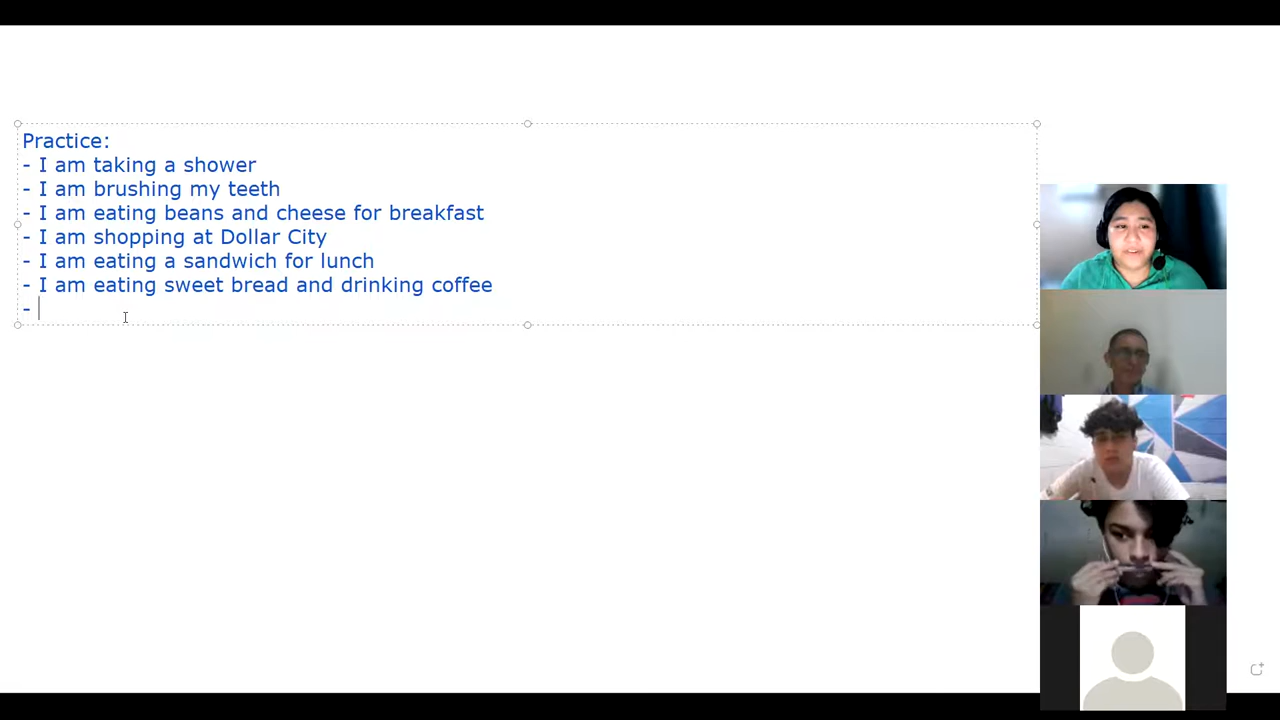 Practice:
- I am taking a shower
- I am brushing my teeth
- I am eating beans and cheese for breakfast
- I am shopping at Dollar City
- I am eating a sandwich for lunch
- I am eating sweet bread and drinking coffee
-